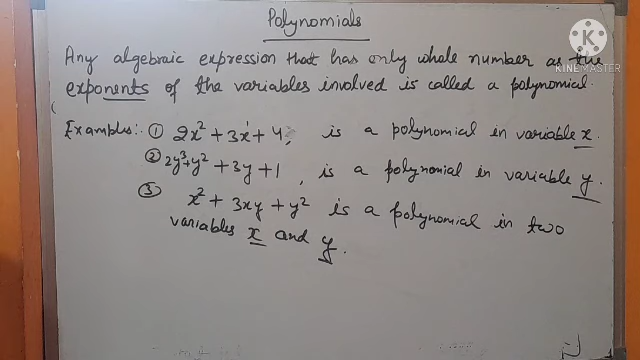 Polynomials
Any algebraic expression that has only whole number as the
exponents of the variables involved is called a polynomial.
Examples:- ① 2x² + 3x¹ + 4, is a polynomial in variable x.
② 2y³+y² + 3y + 1, is a polynomial in variable y.
③ x² + 3xy + y² is a polynomial in two
variables x and y.
K
KINEMASTER